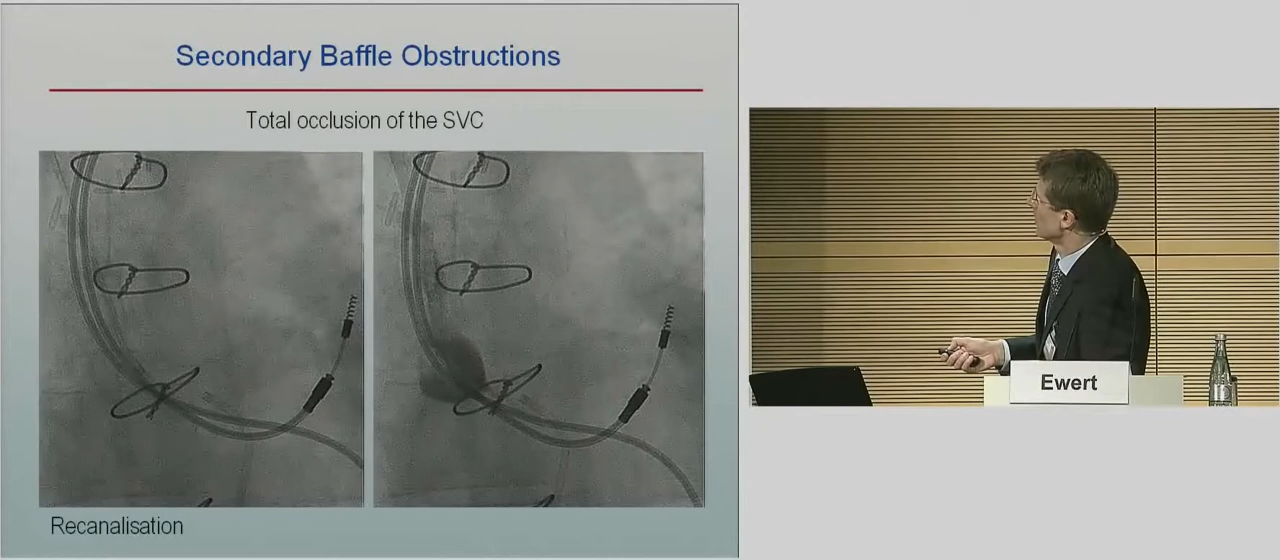 Secondary Baffle Obstructions
Total occlusion of the SVC
Recanalisation
Ewert